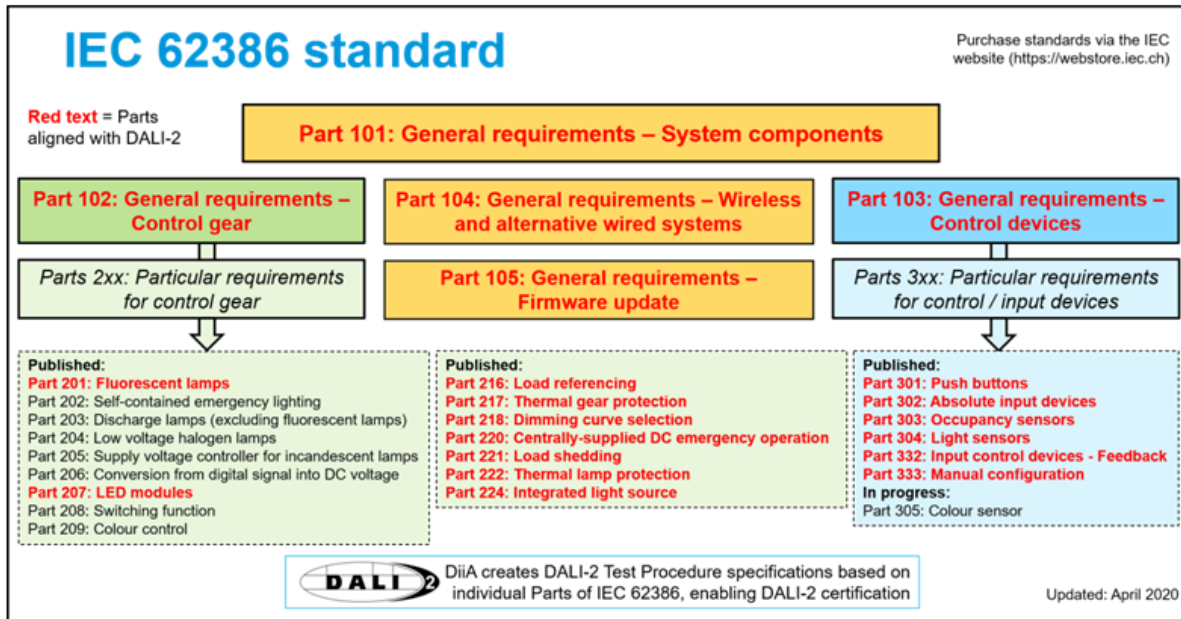 IEC 62386 standard
Purchase standards via the IEC
website (https://webstore.iec.ch)
Red text = Parts
aligned with DALI-2
Part 101: General requirements – System components
Part 102: General requirements –
Control gear
Part 104: General requirements – Wireless
and alternative wired systems
Part 103: General requirements –
Control devices
Parts 2xx: Particular requirements
for control gear
Part 105: General requirements –
Firmware update
Parts 3xx: Particular requirements
for control / input devices
Published:
Part 201: Fluorescent lamps
Part 202: Self-contained emergency lighting
Part 203: Discharge lamps (excluding fluorescent lamps)
Part 204: Low voltage halogen lamps
Part 205: Supply voltage controller for incandescent lamps
Part 206: Conversion from digital signal into DC voltage
Part 207: LED modules
Part 208: Switching function
Part 209: Colour control
Published:
Part 216: Load referencing
Part 217: Thermal gear protection
Part 218: Dimming curve selection
Part 220: Centrally-supplied DC emergency operation
Part 221: Load shedding
Part 222: Thermal lamp protection
Part 224: Integrated light source
Published:
Part 301: Push buttons
Part 302: Absolute input devices
Part 303: Occupancy sensors
Part 304: Light sensors
Part 332: Input control devices - Feedback
Part 333: Manual configuration
In progress:
Part 305: Colour sensor
DALI 2
DiiA creates DALI-2 Test Procedure specifications based on
individual Parts of IEC 62386, enabling DALI-2 certification
Updated: April 2020